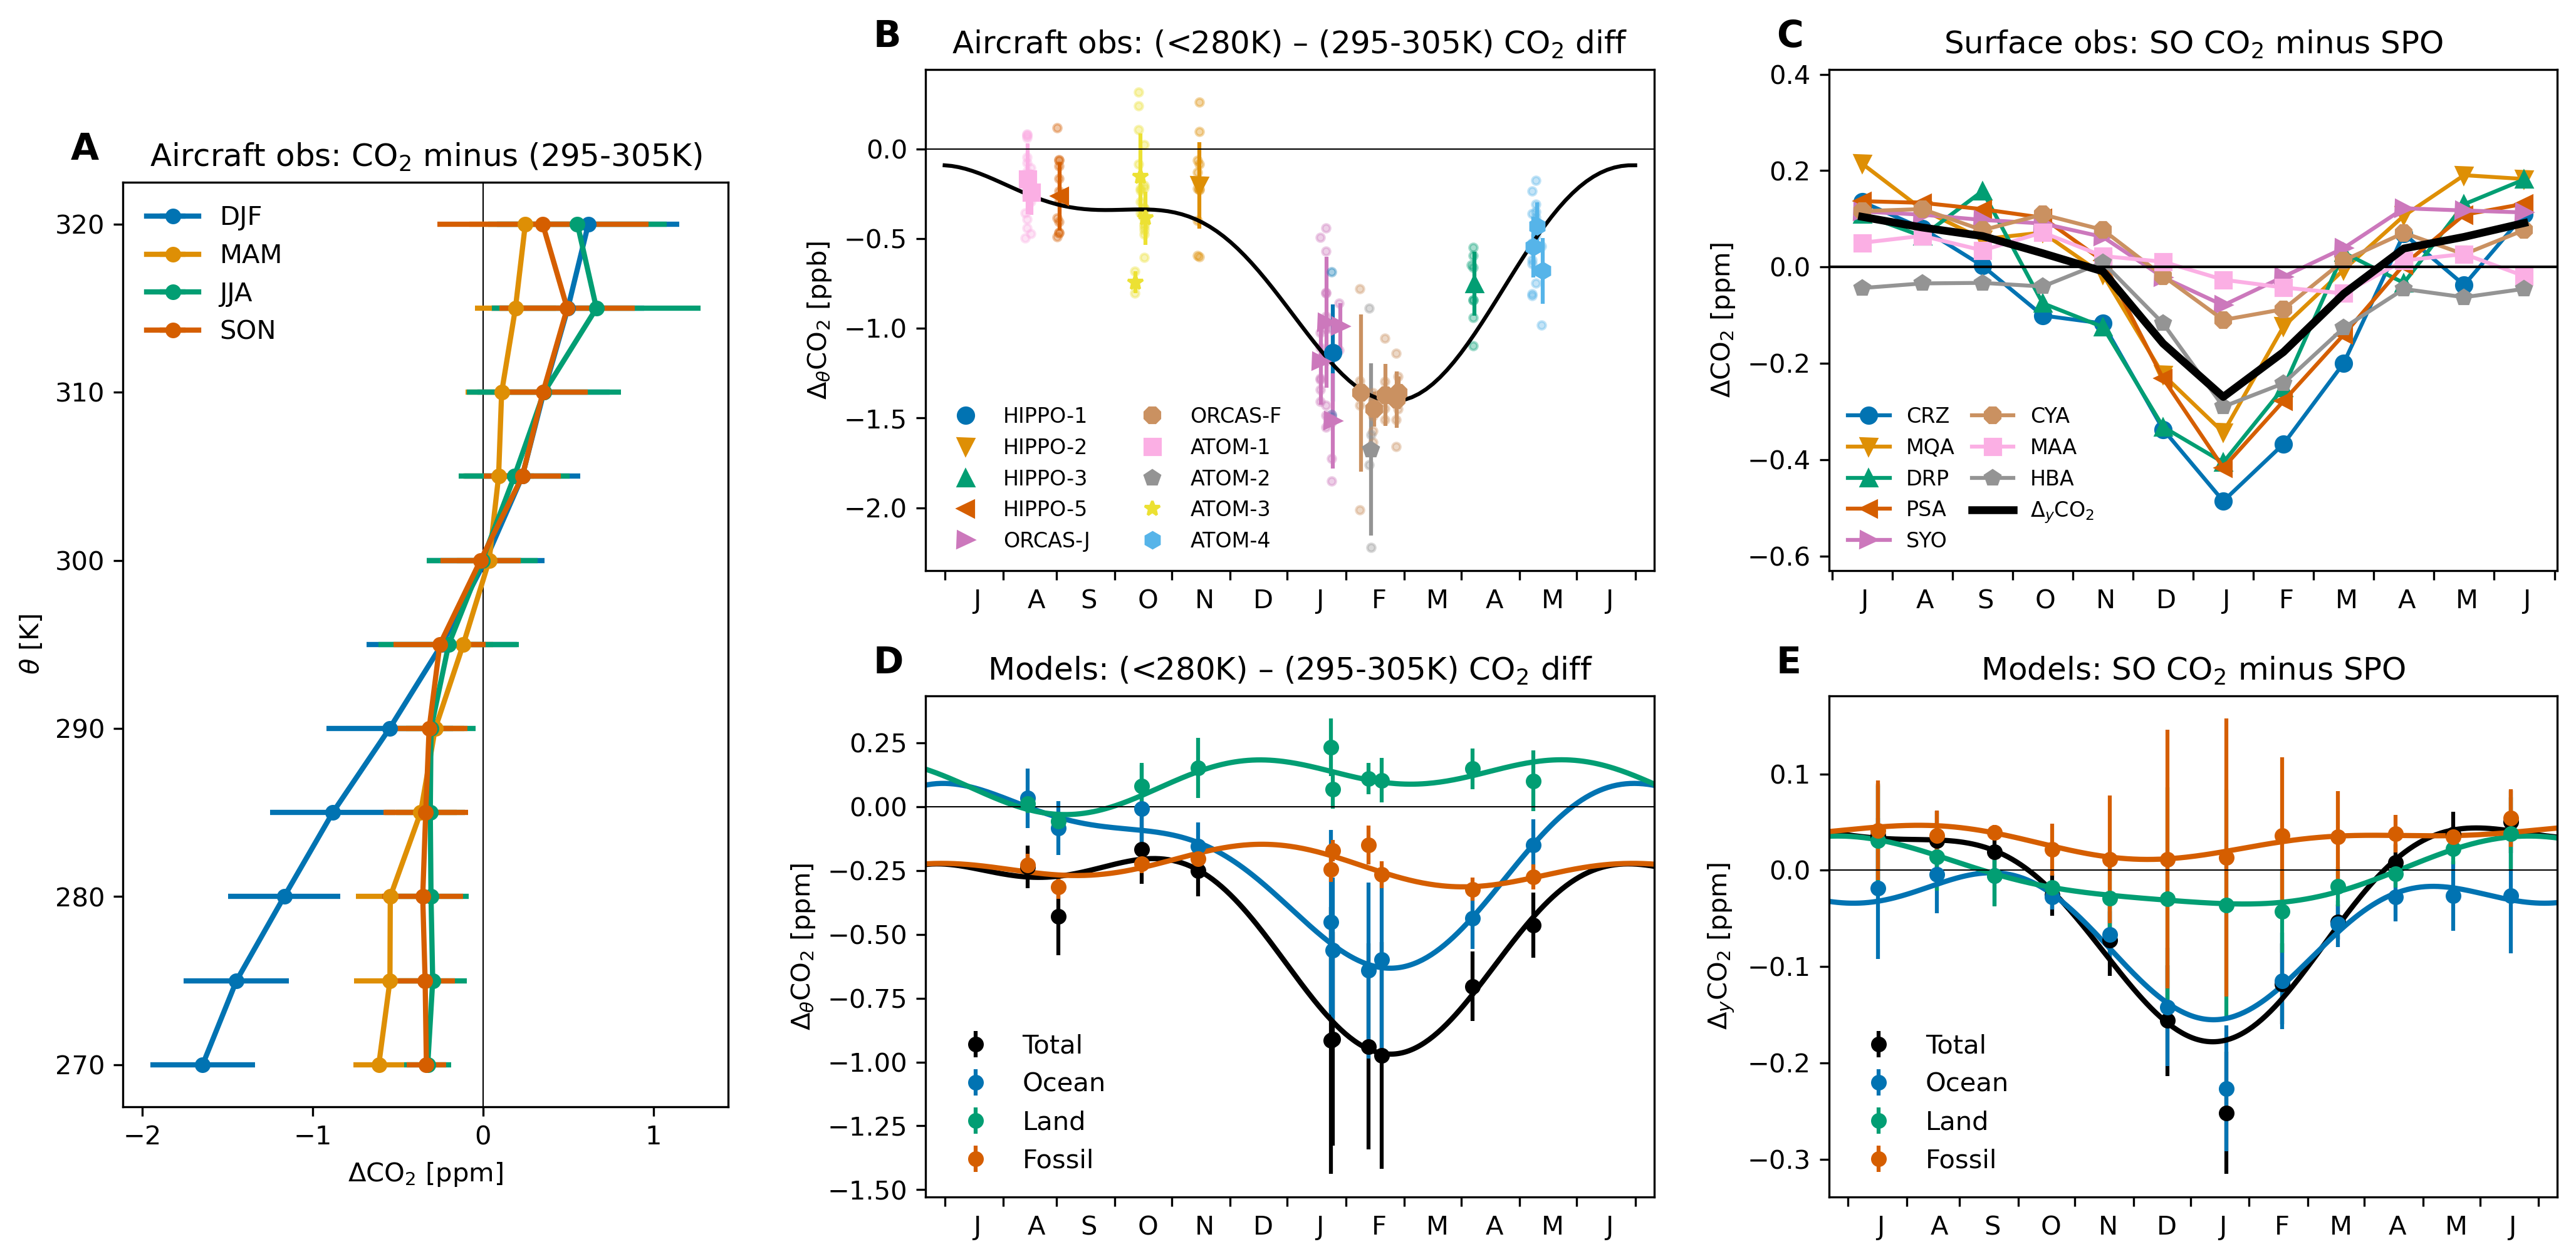 A
Aircraft obs: CO₂ minus (295-305K)
DJF
MAM
JJA
SON
320
310
300
290
280
270
θ [K]
−2
−1
0
1
ΔCO₂ [ppm]
B
Aircraft obs: (<280K) – (295-305K) CO₂ diff
0.0
−0.5
−1.0
−1.5
−2.0
ΔθCO₂ [ppb]
HIPPO-1
HIPPO-2
HIPPO-3
HIPPO-5
ORCAS-J
ORCAS-F
ATOM-1
ATOM-2
ATOM-3
ATOM-4
J A S O N D J F M A M J
C
Surface obs: SO CO₂ minus SPO
0.4
0.2
0.0
−0.2
−0.4
−0.6
ΔCO₂ [ppm]
CRZ
MQA
DRP
PSA
SYO
CYA
MAA
HBA
ΔyCO₂
J A S O N D J F M A M J
D
Models: (<280K) – (295-305K) CO₂ diff
0.25
0.00
−0.25
−0.50
−0.75
−1.00
−1.25
−1.50
ΔθCO₂ [ppm]
Total
Ocean
Land
Fossil
J A S O N D J F M A M J
E
Models: SO CO₂ minus SPO
0.1
0.0
−0.1
−0.2
−0.3
ΔyCO₂ [ppm]
Total
Ocean
Land
Fossil
J A S O N D J F M A M J